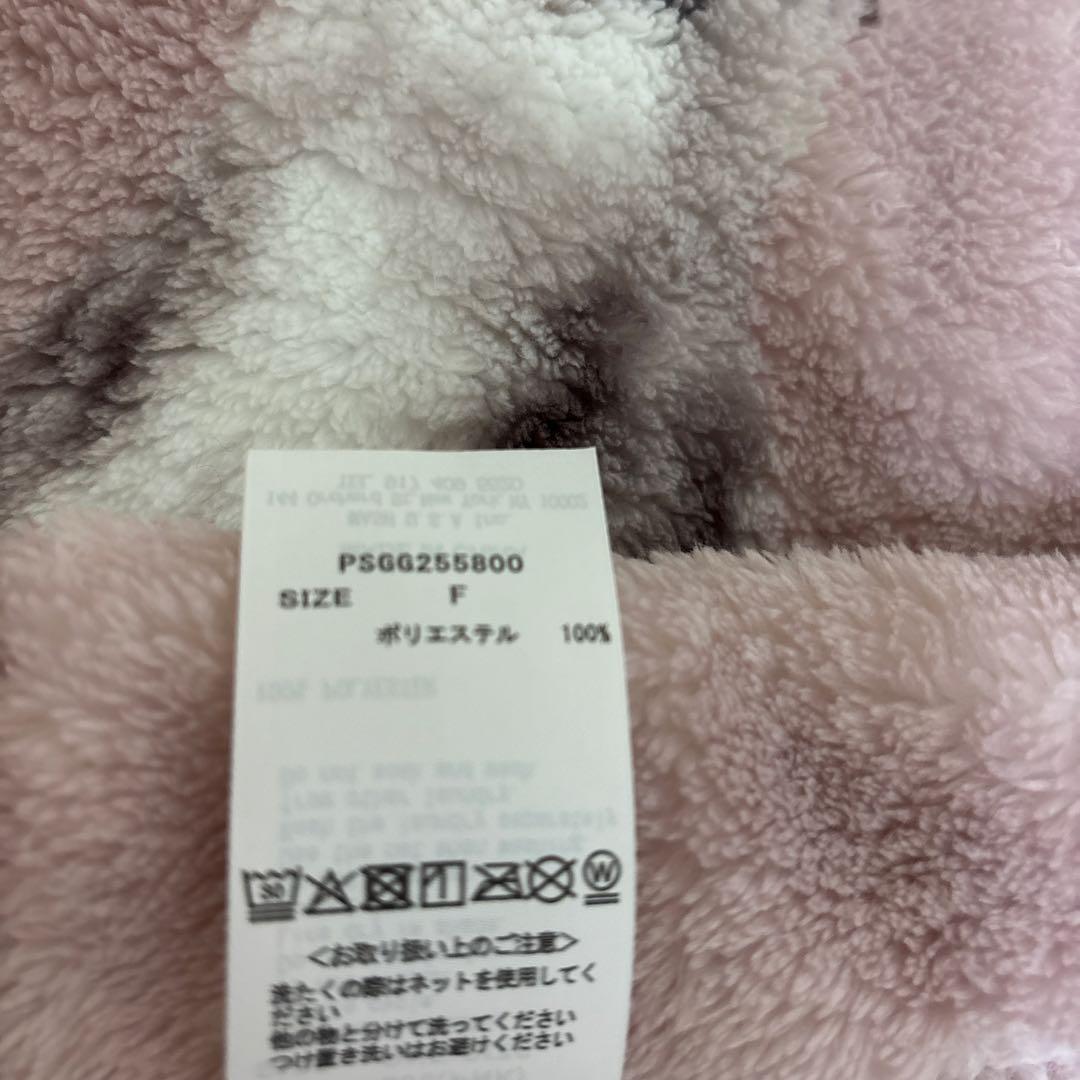 PSGG255800
SIZE F
ポリエステル 100%
30
W
<お取り扱い上のご注意>
洗たくの際はネットを使用してく
ださい
他の物と分けて洗ってください
つけ置き洗いはお避けください